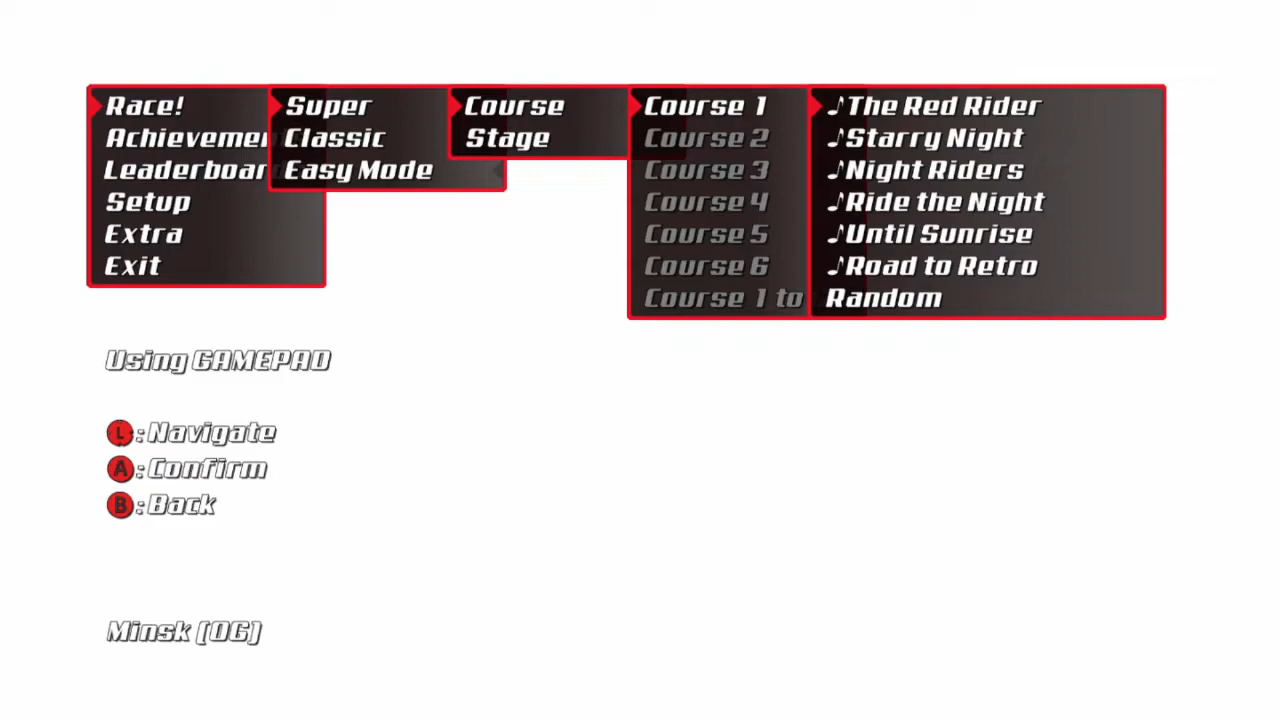 Race!
Achievemen
Leaderboar
Setup
Extra
Exit
Super
Classic
Easy Mode
Course
Stage
Course 1
Course 2
Course 3
Course 4
Course 5
Course 6
Course 1 to
♪The Red Rider
♪Starry Night
♪Night Riders
♪Ride the Night
♪Until Sunrise
♪Road to Retro
Random
Using GAMEPAD
L:Navigate
A:Confirm
B:Back
Minsk (OG)